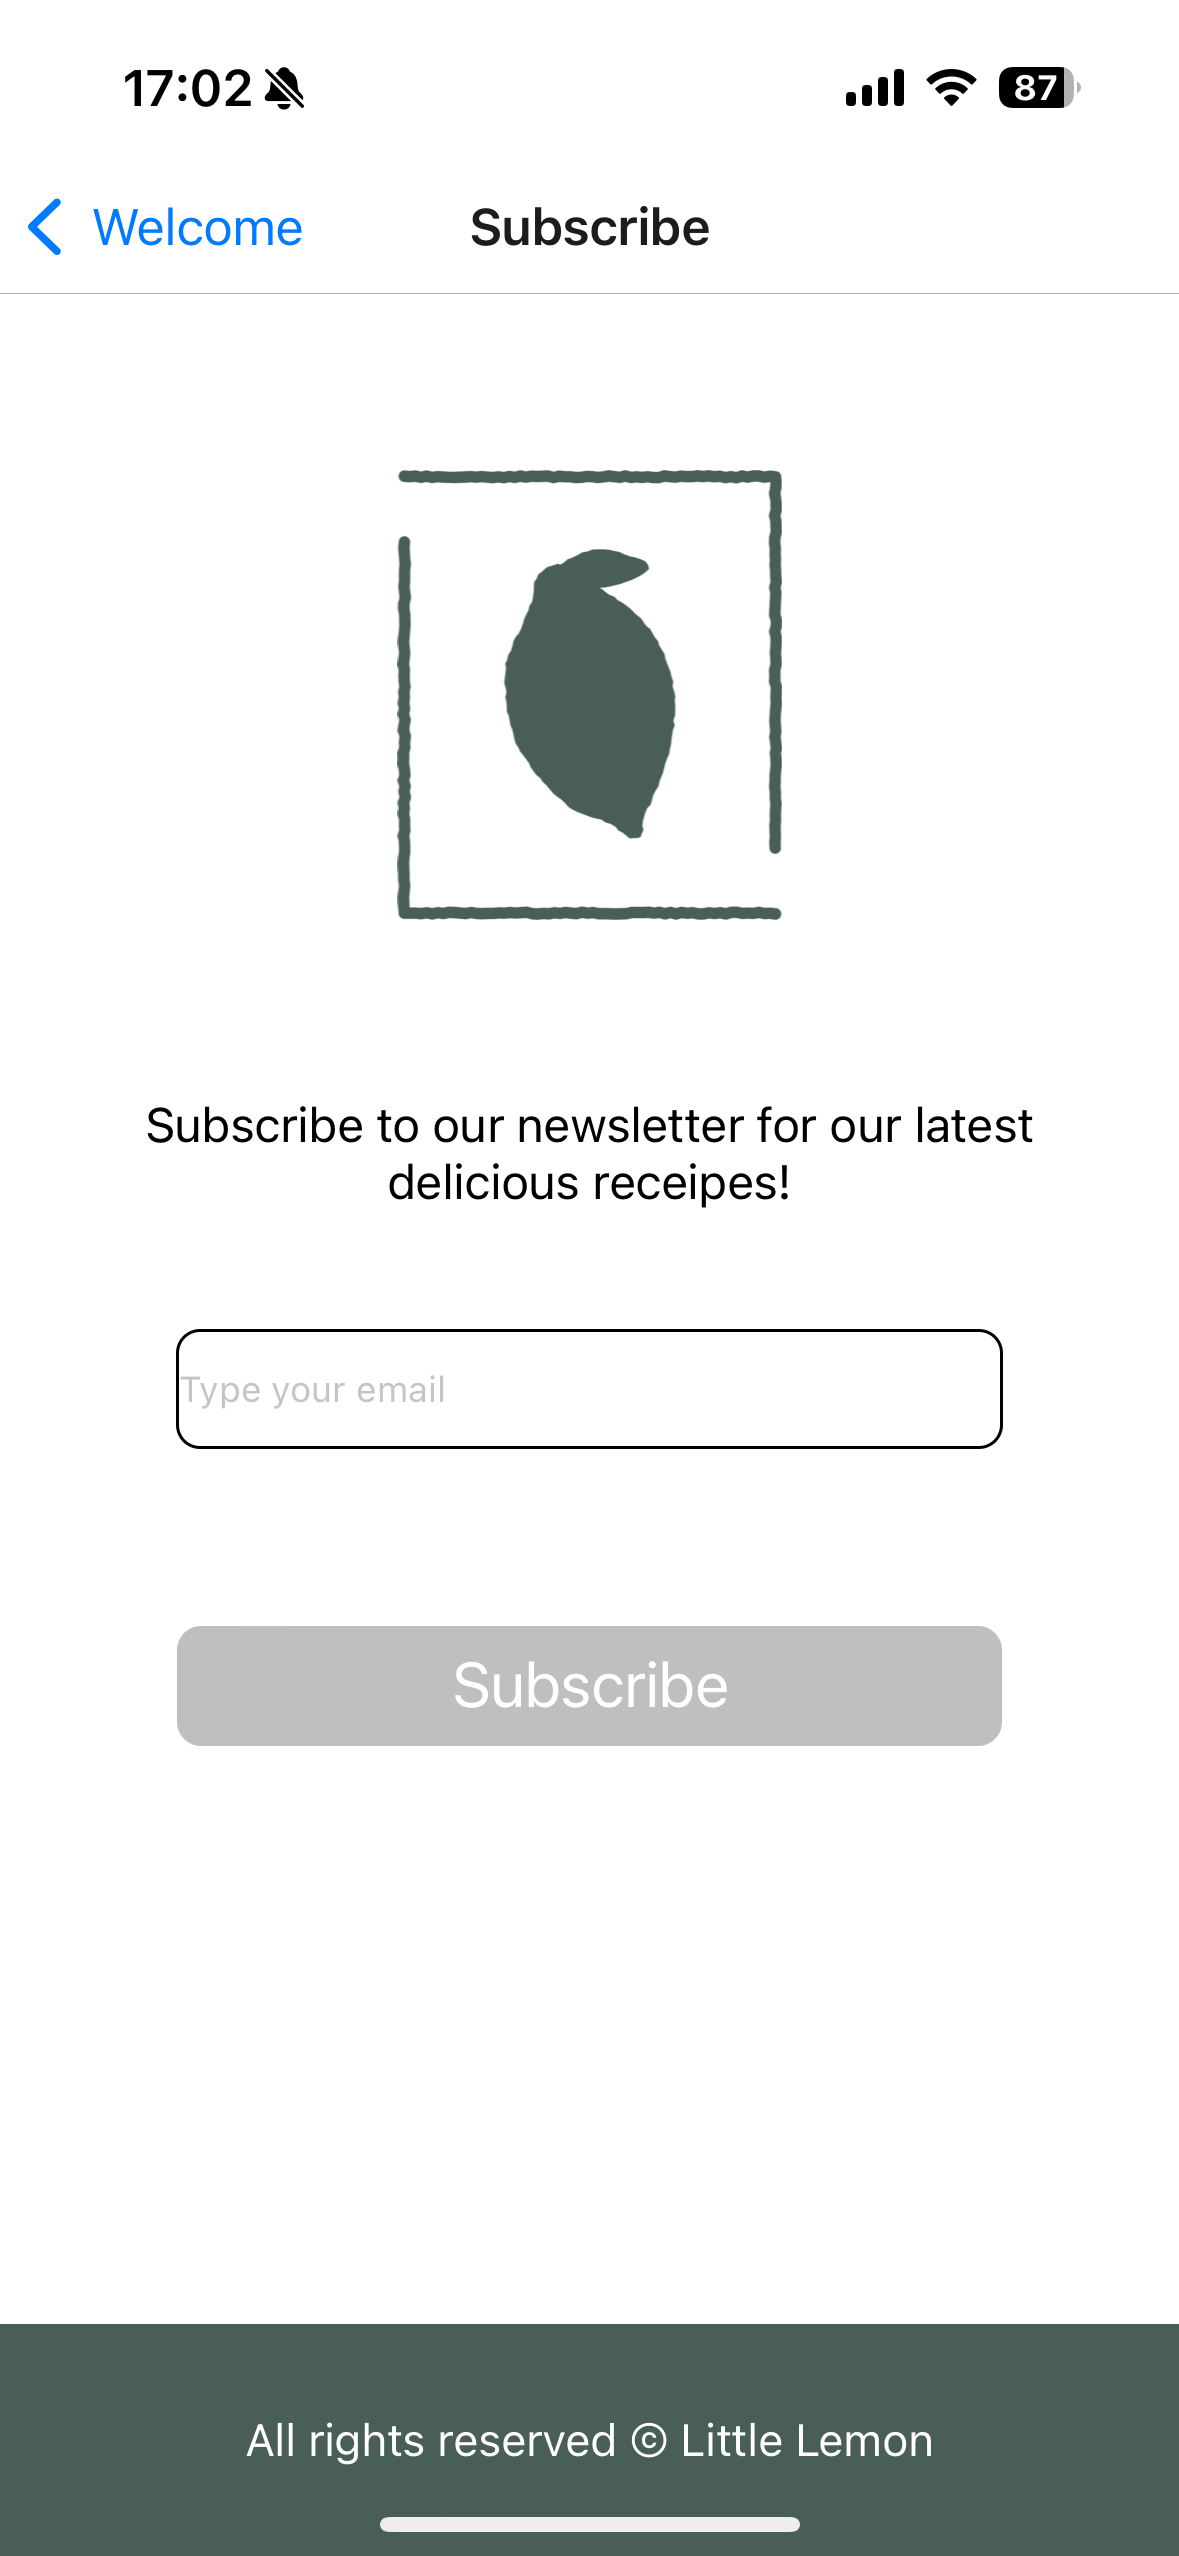 17:02
87
Welcome
Subscribe
Subscribe to our newsletter for our latest
delicious receipes!
Type your email
Subscribe
All rights reserved © Little Lemon